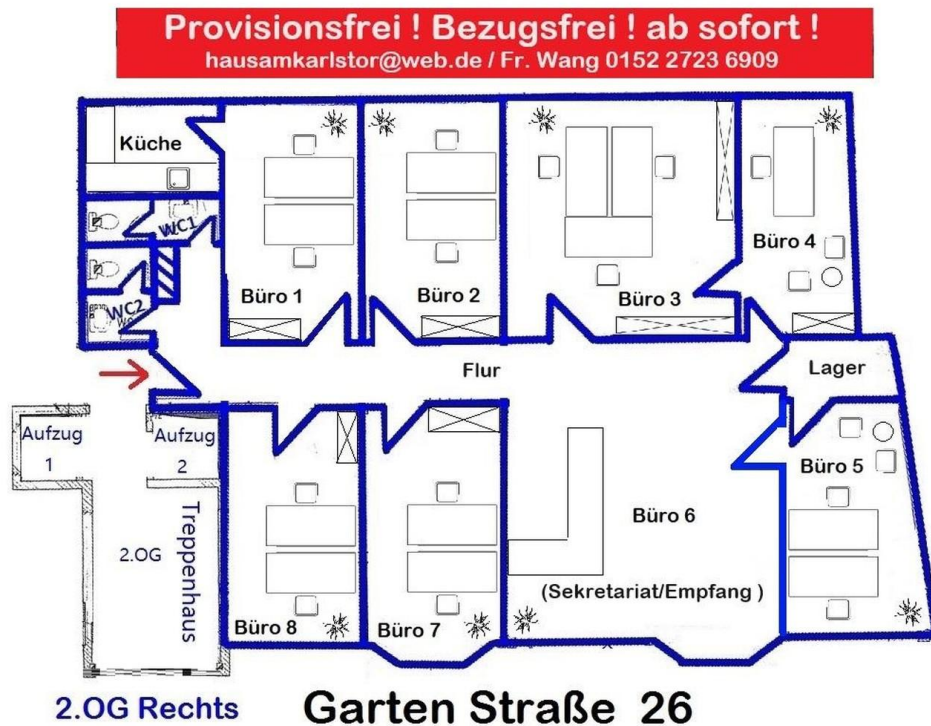 Provisionsfrei ! Bezugsfrei ! ab sofort !
hausamkarlstor@web.de / Fr. Wang 0152 2723 6909
Küche
WC1
WC2
Büro 1
Büro 2
Büro 3
Büro 4
Flur
Lager
Aufzug
1
Aufzug
2
Treppenhaus
2.OG
Büro 5
Büro 6
(Sekretariat/Empfang )
Büro 7
Büro 8
2.OG Rechts
Garten Straße 26